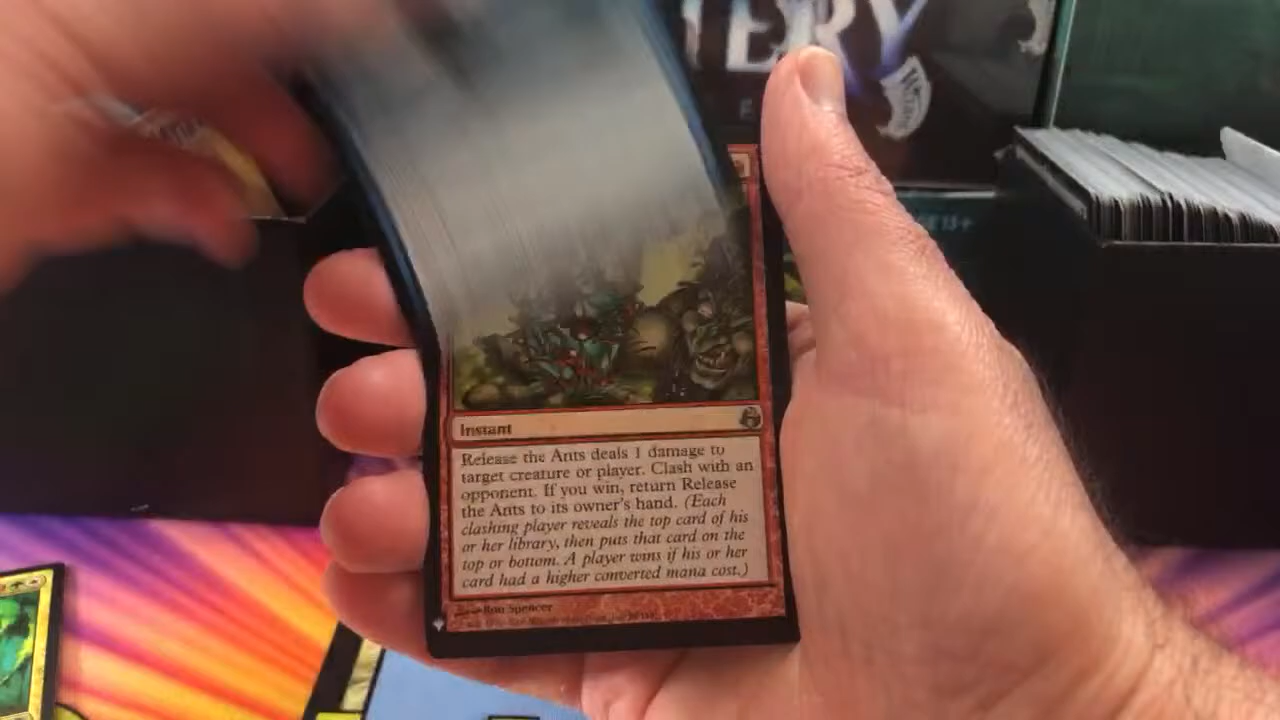 TERY
Instant
Release the Ants deals 1 damage to
target creature or player. Clash with an
opponent. If you win, return Release
the Ants to its owner's hand. (Each
clashing player reveals the top card of his
or her library, then puts that card on the
top or bottom. A player wins if his or her
card had a higher converted mana cost.)
Ron Spencer